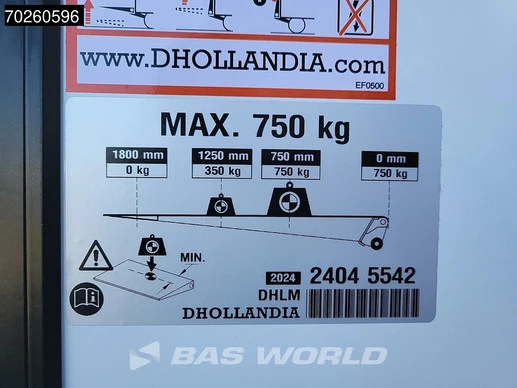 70260596
www.DHOLLANDIA.com
EF0500
MAX. 750 kg
1800 mm 1250 mm 750 mm 0 mm
0 kg 350 kg 750 kg 750 kg
MIN.
2024 2404 5542
DHLM
DHOLLANDIA
BAS WORLD